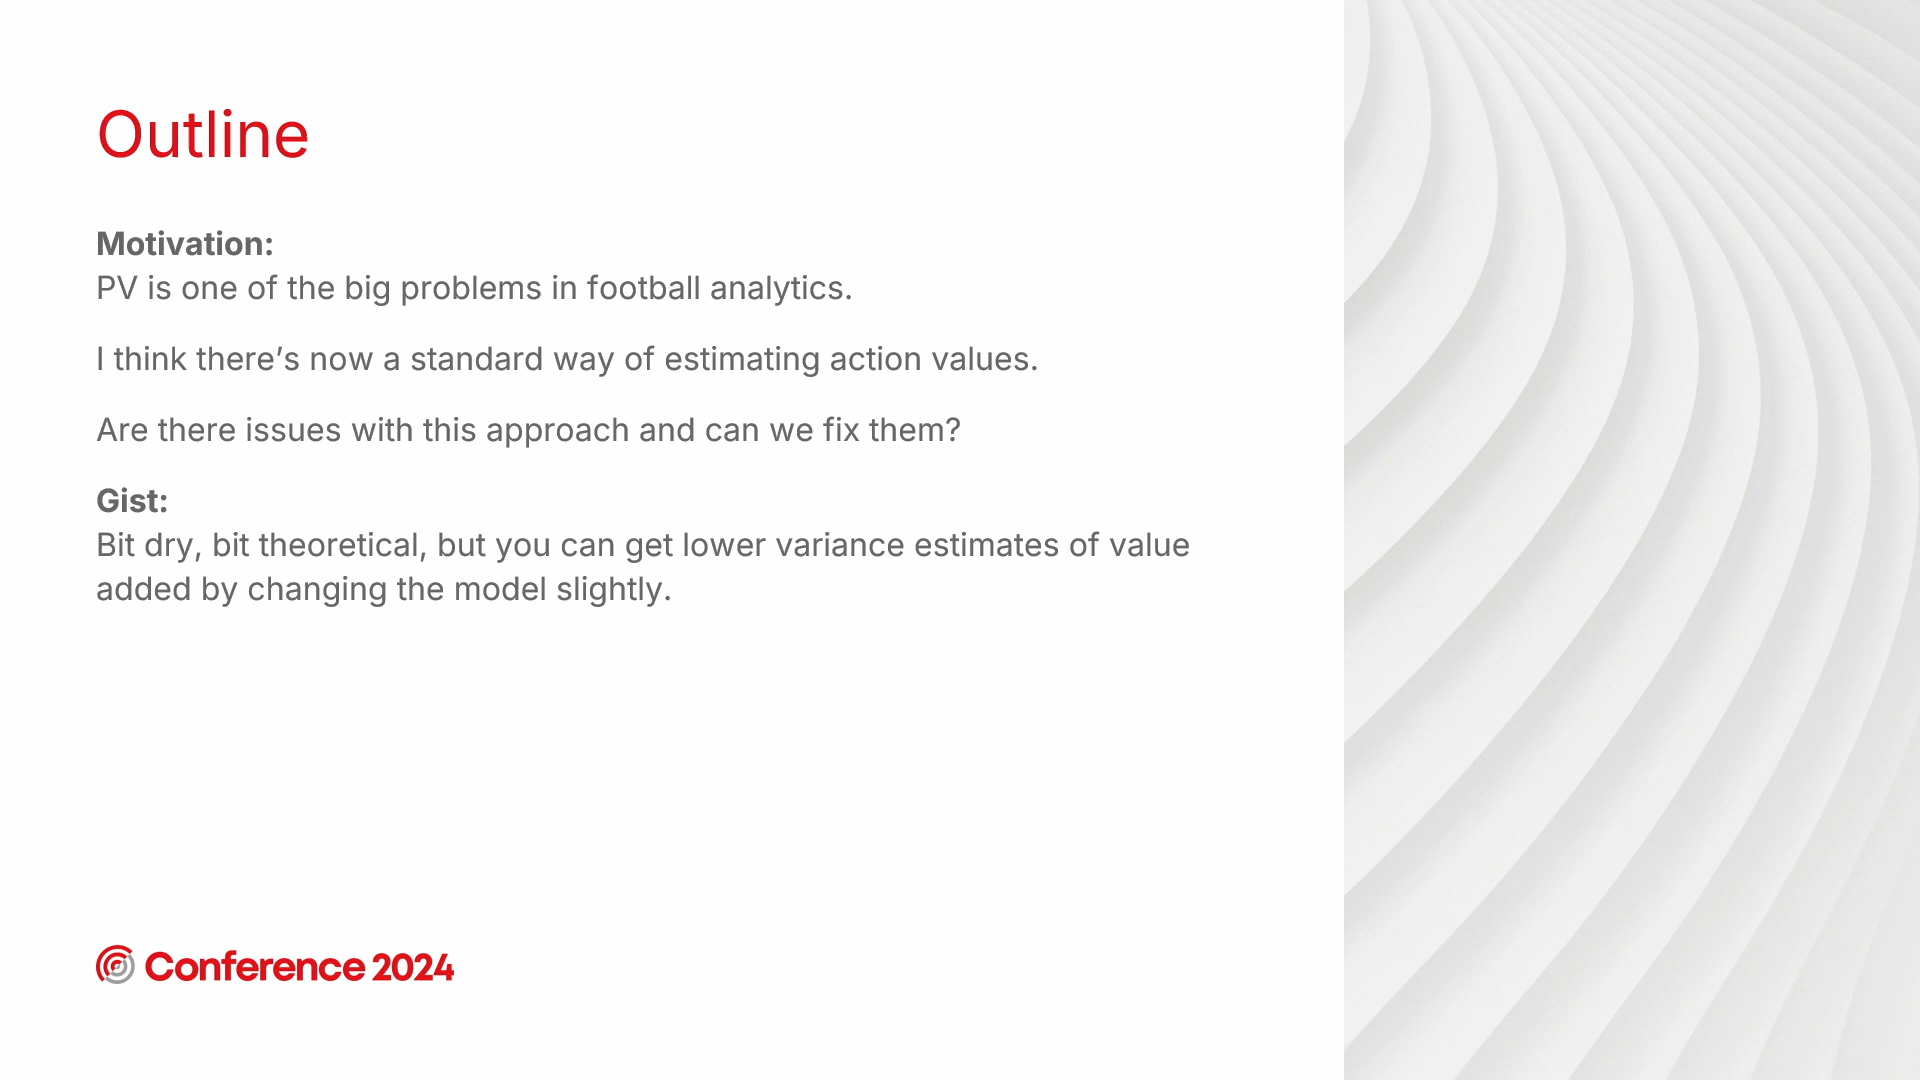 Outline
Motivation:
PV is one of the big problems in football analytics.
I think there’s now a standard way of estimating action values.
Are there issues with this approach and can we fix them?
Gist:
Bit dry, bit theoretical, but you can get lower variance estimates of value
added by changing the model slightly.
Conference 2024